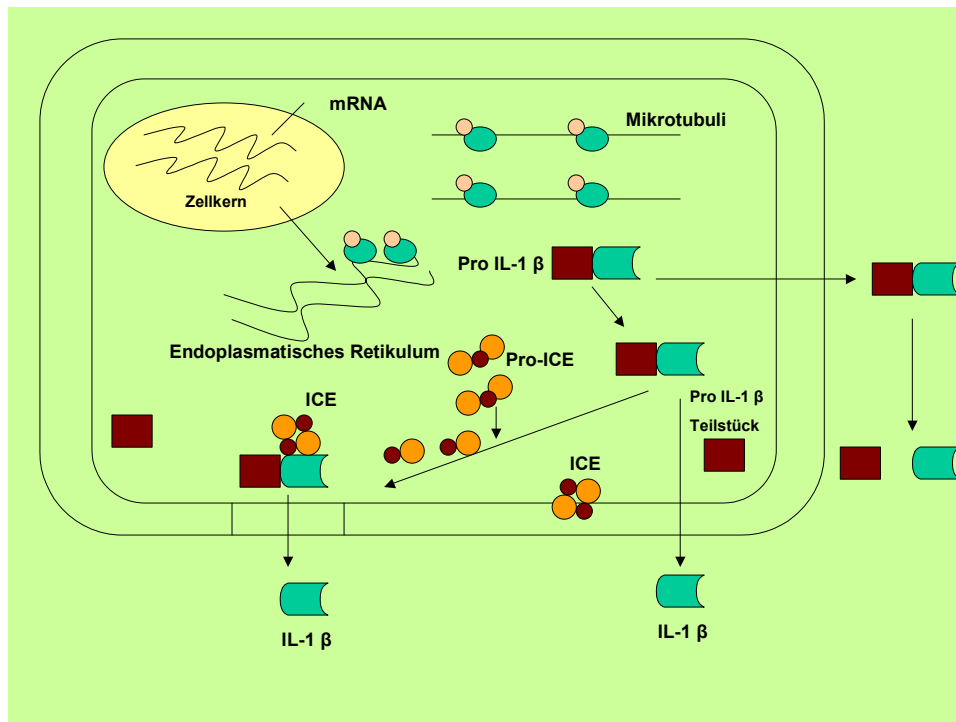 mRNA
Mikrotubuli
Zellkern
Pro IL-1 β
Endoplasmatisches Retikulum
Pro-ICE
ICE
Pro IL-1 β
Teilstück
ICE
IL-1 β
IL-1 β